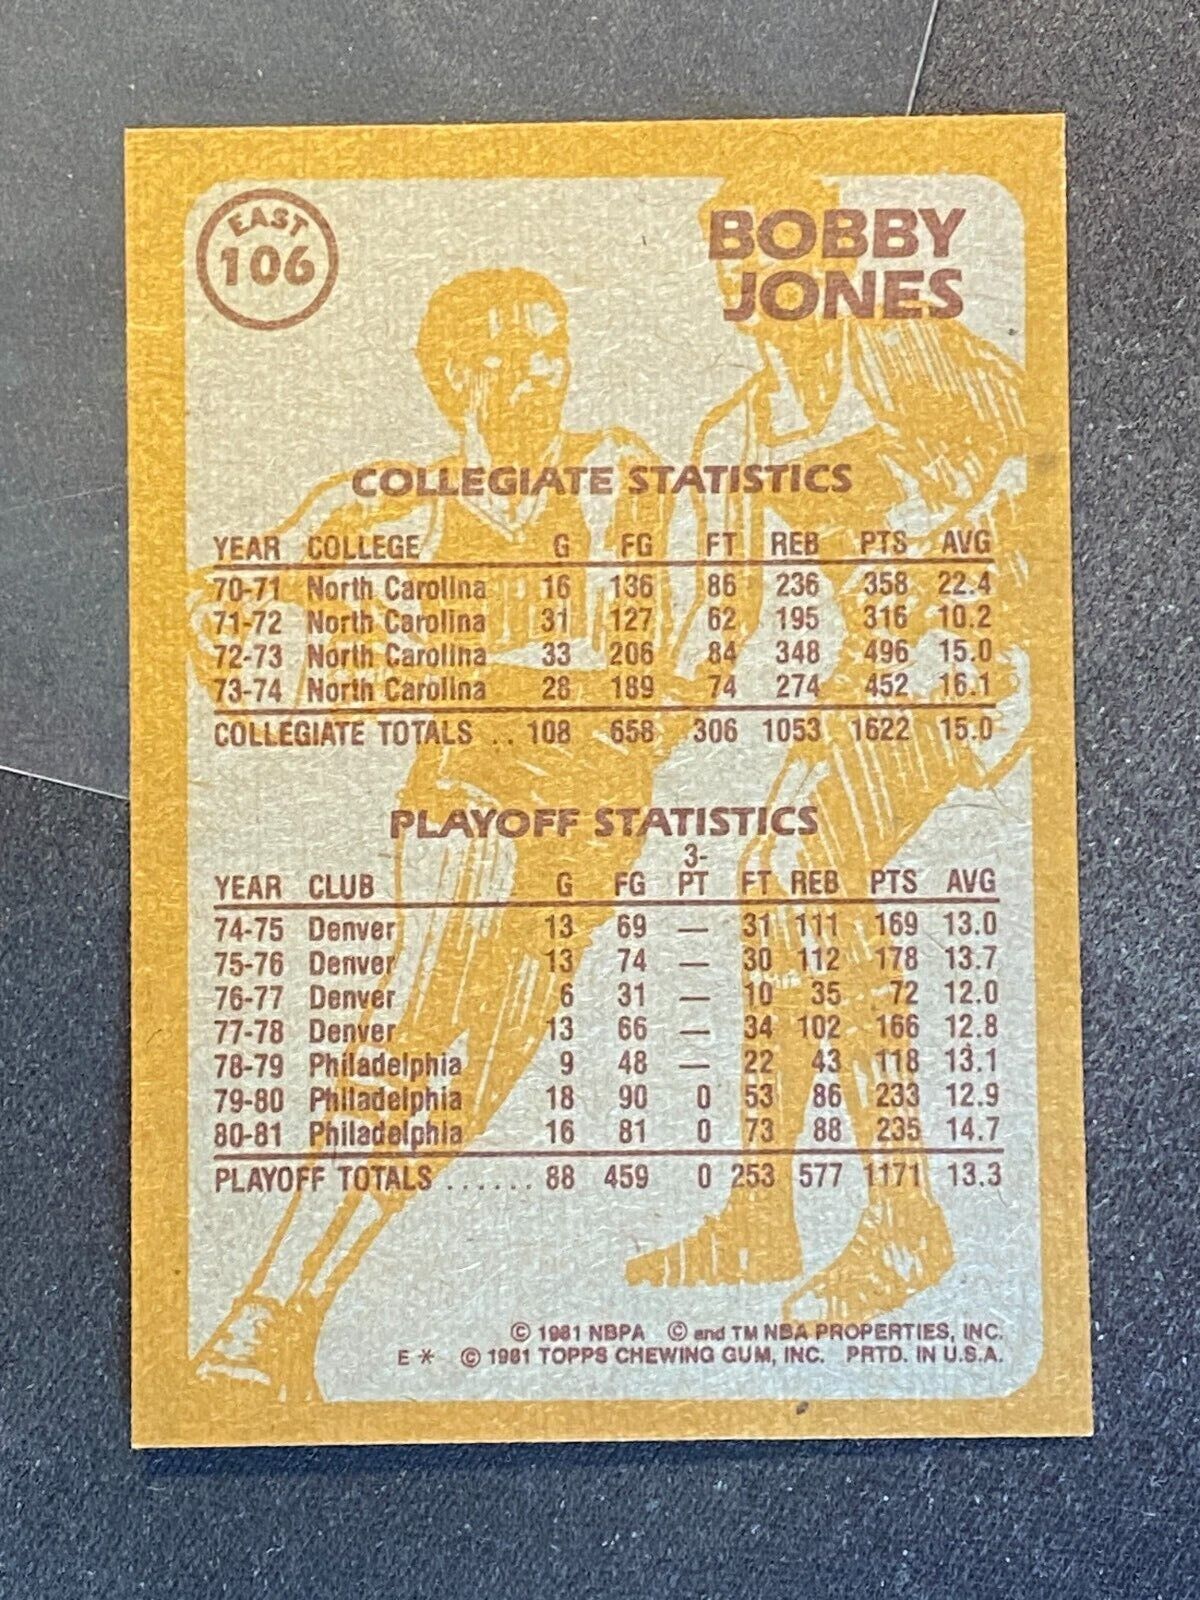 EAST
106
BOBBY
JONES
COLLEGIATE STATISTICS
YEAR COLLEGE G FG FT REB PTS AVG
70-71 North Carolina 16 136 86 236 358 22.4
71-72 North Carolina 31 127 62 195 316 10.2
72-73 North Carolina 33 206 84 348 496 15.0
73-74 North Carolina 28 189 74 274 452 16.1
COLLEGIATE TOTALS .. 108 658 306 1053 1622 15.0
PLAYOFF STATISTICS
3-
YEAR CLUB G FG PT FT REB PTS AVG
74-75 Denver 13 69 — 31 111 169 13.0
75-76 Denver 13 74 — 30 112 178 13.7
76-77 Denver 6 31 — 10 35 72 12.0
77-78 Denver 13 66 — 34 102 166 12.8
78-79 Philadelphia 9 48 — 22 43 118 13.1
79-80 Philadelphia 18 90 0 53 86 233 12.9
80-81 Philadelphia 16 81 0 73 88 235 14.7
PLAYOFF TOTALS ...... 88 459 0 253 577 1171 13.3
© 1981 NBPA © and TM NBA PROPERTIES, INC.
E * © 1981 TOPPS CHEWING GUM, INC. PRTD. IN U.S.A.